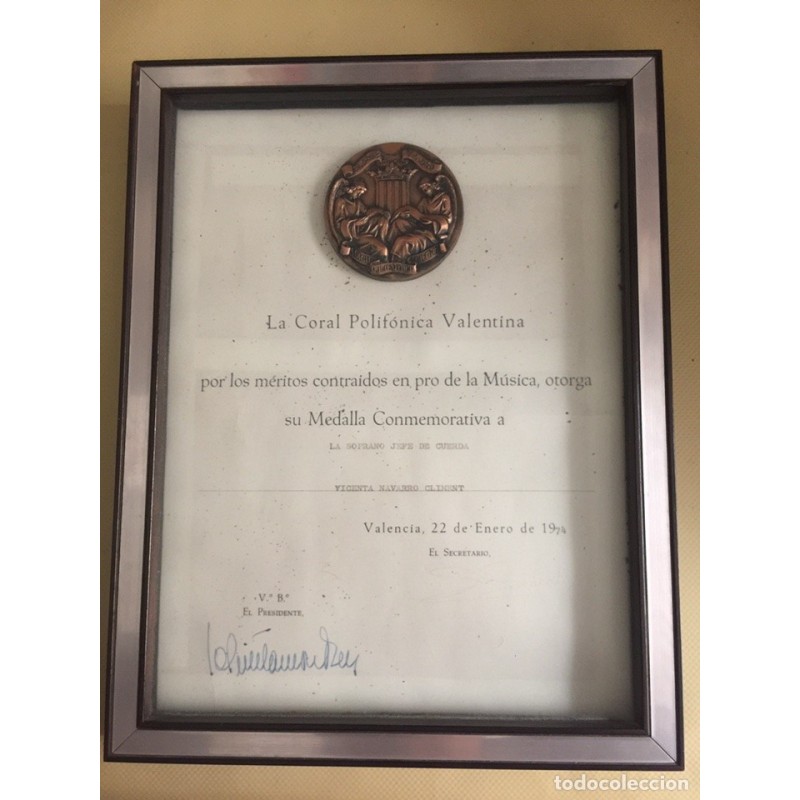 La Coral Polifónica Valentina
por los méritos contraídos en pro de la Música, otorga
su Medalla Conmemorativa a
LA SOPRANO JEFE DE CUERDA
VICENTA NAVARRO CLIMENT
Valencia, 22 de Enero de 1974
El Secretario,
V.º B.º
El Presidente,
todocoleccion